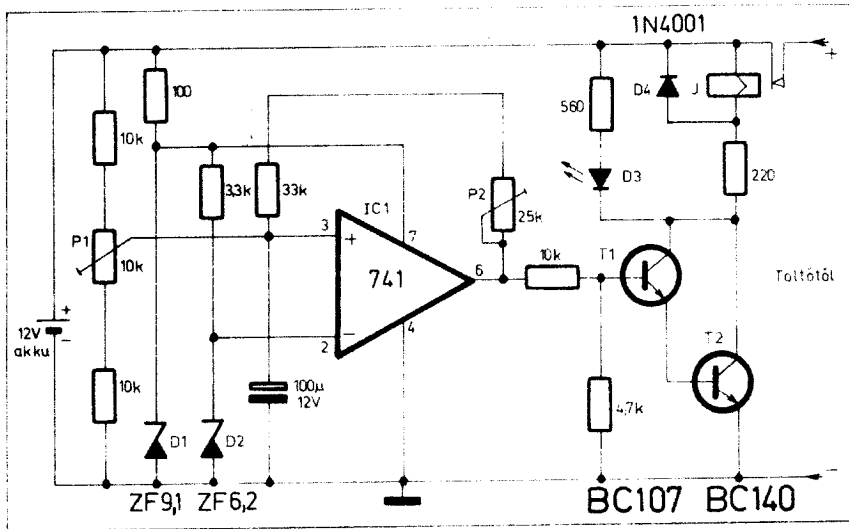 1N4001
+
100
560
D4
J
10k
3,3k
33k
P2
25k
D3
220
IC1
P1
10k
3
+
7
741
6
10k
T1
Töltőtől
12V
akku
+
-
2
-
4
T2
10k
100µ
12V
4,7k
D1
D2
-
ZF9,1
ZF6,2
BC107
BC140